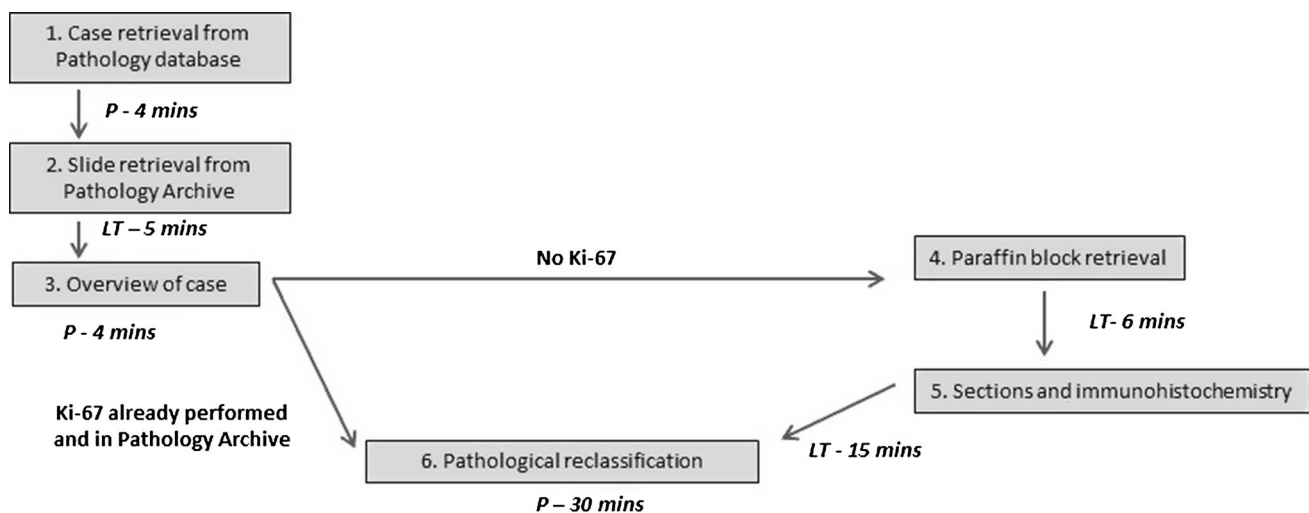 1. Case retrieval from
Pathology database
P - 4 mins
2. Slide retrieval from
Pathology Archive
LT – 5 mins
3. Overview of case
P - 4 mins
No Ki-67
4. Paraffin block retrieval
LT- 6 mins
5. Sections and immunohistochemistry
LT - 15 mins
Ki-67 already performed
and in Pathology Archive
6. Pathological reclassification
P – 30 mins